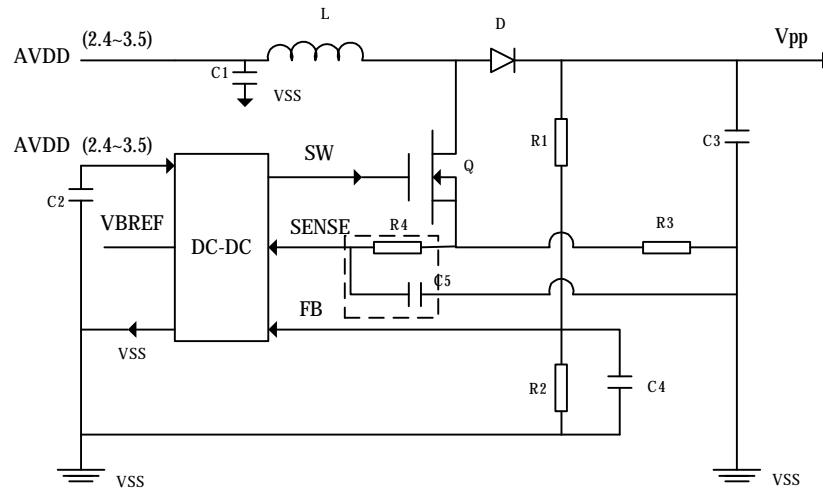 L
D
AVDD (2.4~3.5)
Vpp
C1
VSS
AVDD (2.4~3.5)
SW
Q
R1
C3
C2
VBREF
DC-DC
SENSE
R4
R3
C5
FB
VSS
R2
C4
VSS
VSS